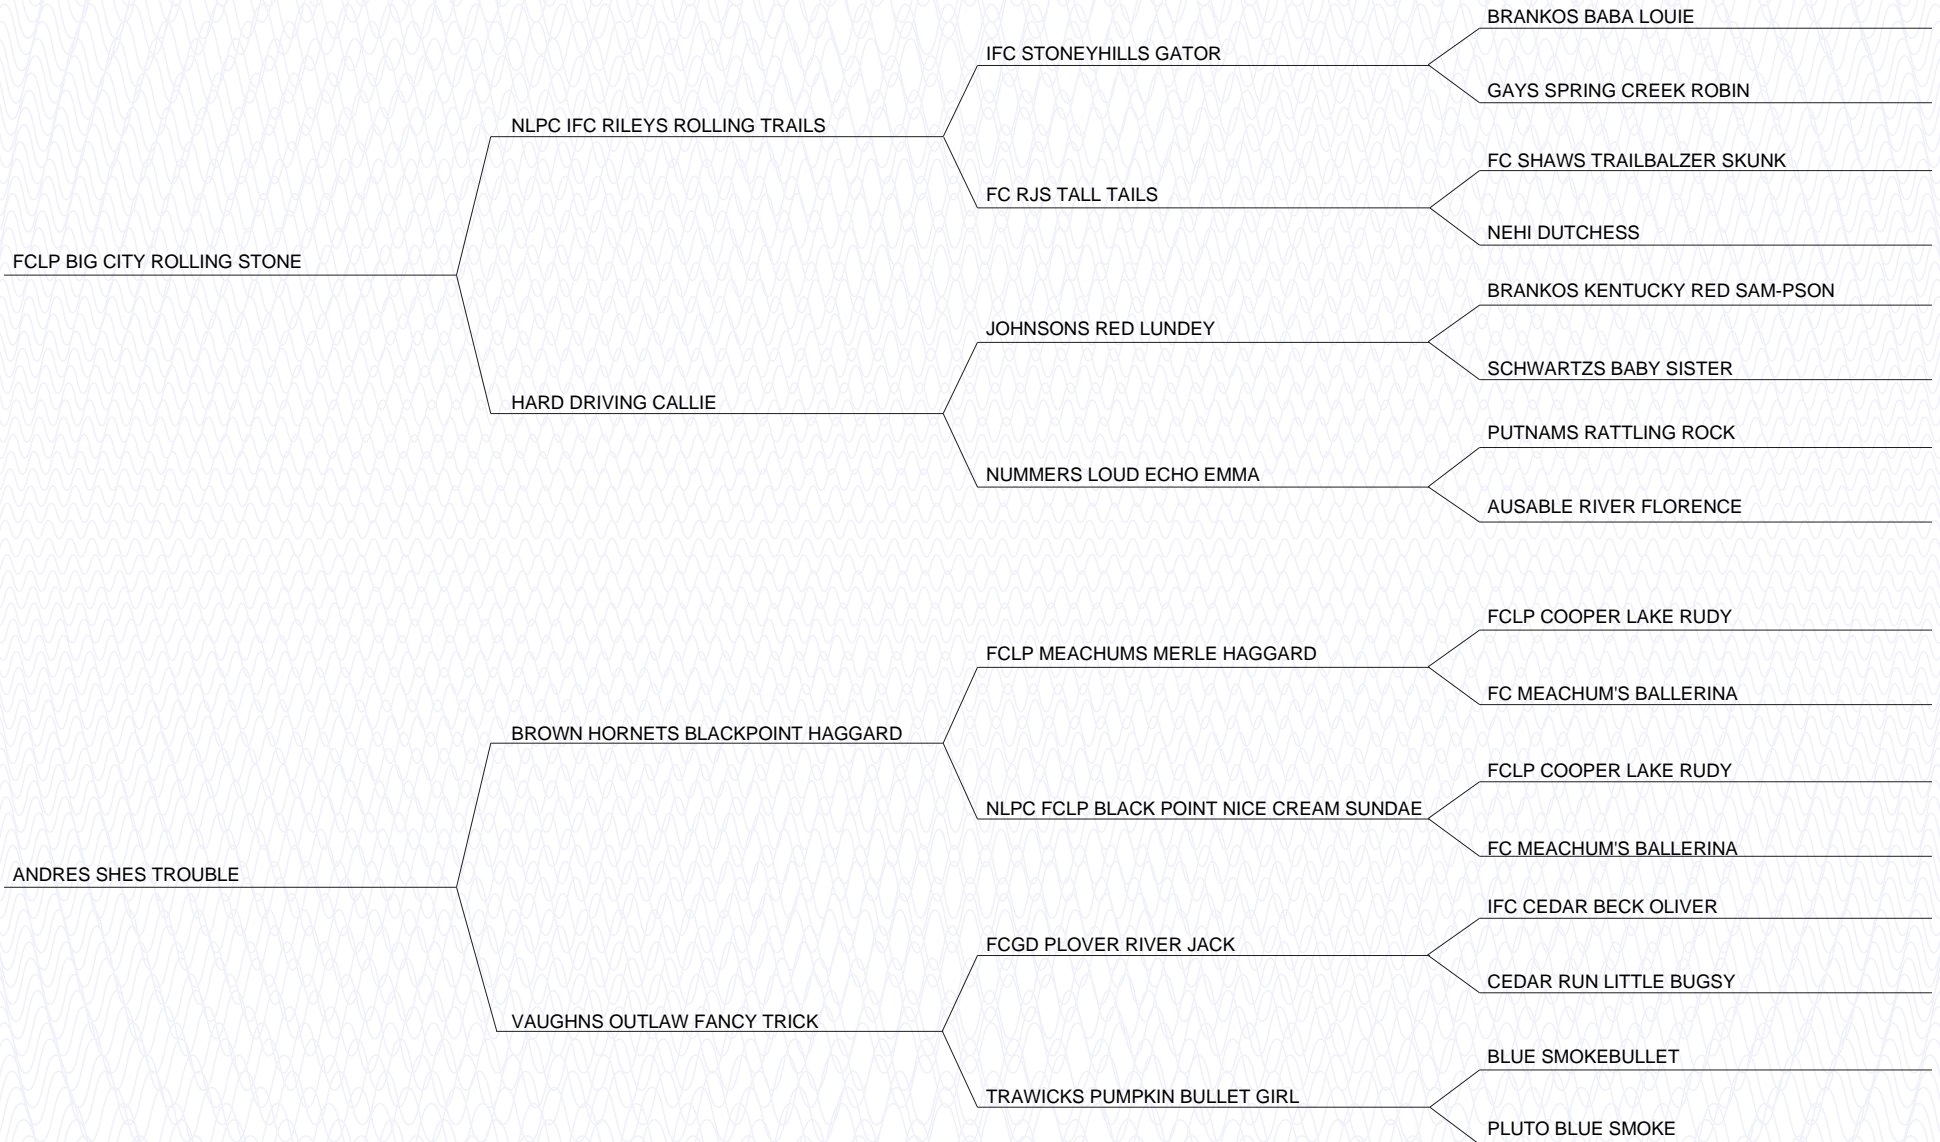 BRANKOS BABA LOUIE
IFC STONEYHILLS GATOR
GAYS SPRING CREEK ROBIN
NLPC IFC RILEYS ROLLING TRAILS
FC SHAWS TRAILBALZER SKUNK
FC RJS TALL TAILS
NEHI DUTCHESS
FCLP BIG CITY ROLLING STONE
BRANKOS KENTUCKY RED SAM-PSON
JOHNSONS RED LUNDEY
SCHWARTZS BABY SISTER
HARD DRIVING CALLIE
PUTNAMS RATTLING ROCK
NUMMERS LOUD ECHO EMMA
AUSABLE RIVER FLORENCE
FCLP COOPER LAKE RUDY
FCLP MEACHUMS MERLE HAGGARD
FC MEACHUM'S BALLERINA
BROWN HORNETS BLACKPOINT HAGGARD
FCLP COOPER LAKE RUDY
NLPC FCLP BLACK POINT NICE CREAM SUNDAE
FC MEACHUM'S BALLERINA
ANDRES SHES TROUBLE
IFC CEDAR BECK OLIVER
FCGD PLOVER RIVER JACK
CEDAR RUN LITTLE BUGSY
VAUGHNS OUTLAW FANCY TRICK
BLUE SMOKEBULLET
TRAWICKS PUMPKIN BULLET GIRL
PLUTO BLUE SMOKE